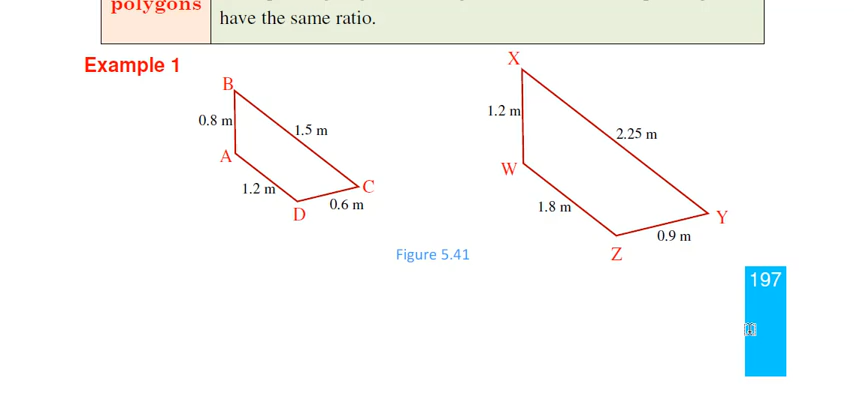 polygons
have the same ratio.
Example 1
B
0.8 m
1.5 m
A
1.2 m
C
0.6 m
D
X
1.2 m
2.25 m
W
1.8 m
Y
0.9 m
Z
Figure 5.41
197